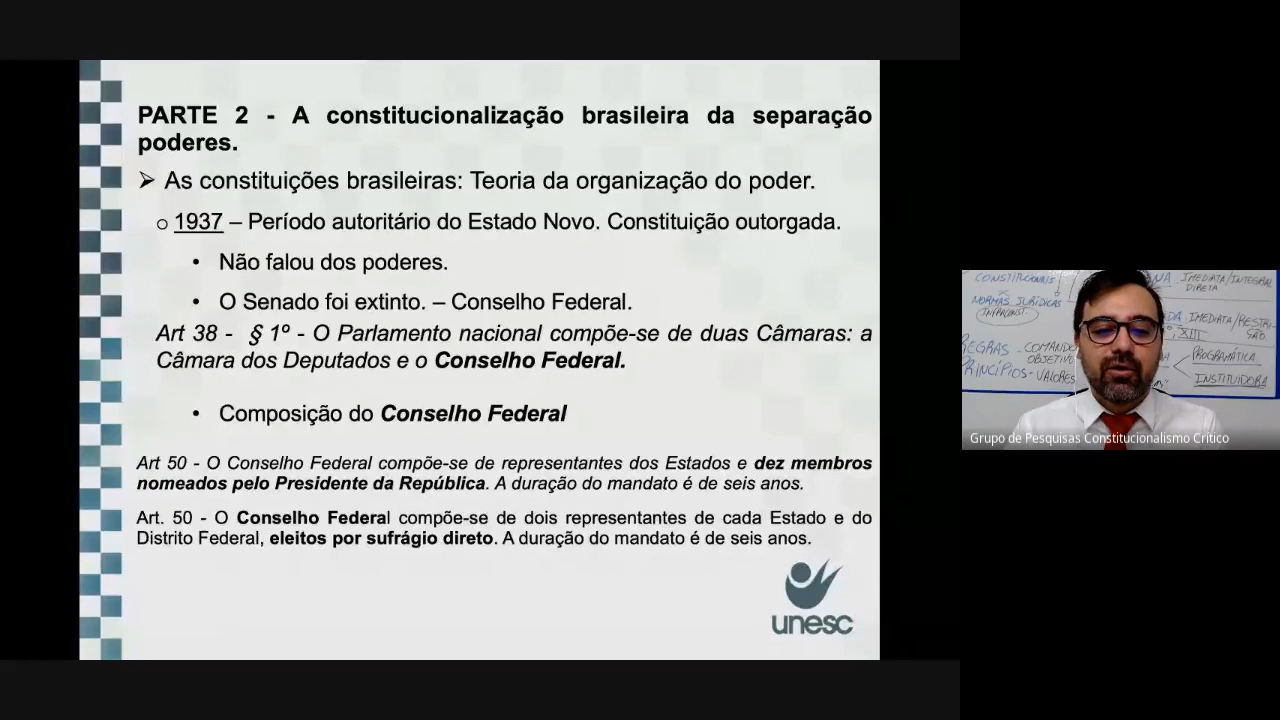 PARTE 2 - A constitucionalização brasileira da separação
poderes.
➢ As constituições brasileiras: Teoria da organização do poder.
o 1937 – Período autoritário do Estado Novo. Constituição outorgada.
• Não falou dos poderes.
• O Senado foi extinto. – Conselho Federal.
Art 38 - § 1º - O Parlamento nacional compõe-se de duas Câmaras: a
Câmara dos Deputados e o Conselho Federal.
• Composição do Conselho Federal
Art 50 - O Conselho Federal compõe-se de representantes dos Estados e dez membros
nomeados pelo Presidente da República. A duração do mandato é de seis anos.
Art. 50 - O Conselho Federal compõe-se de dois representantes de cada Estado e do
Distrito Federal, eleitos por sufrágio direto. A duração do mandato é de seis anos.
unesc
CONSTITUCIONAIS
NORMAS JURÍDICAS
REGRAS - COMANDO
OBJETIVO
PRINCÍPIOS - VALORES
IMEDIATA/INTEGRAL
DIRETA
IMEDIATA/RESTRI-
SÃO
XIII
PROGRAMÁTICA
INSTITUIDORA
Grupo de Pesquisas Constitucionalismo Crítico